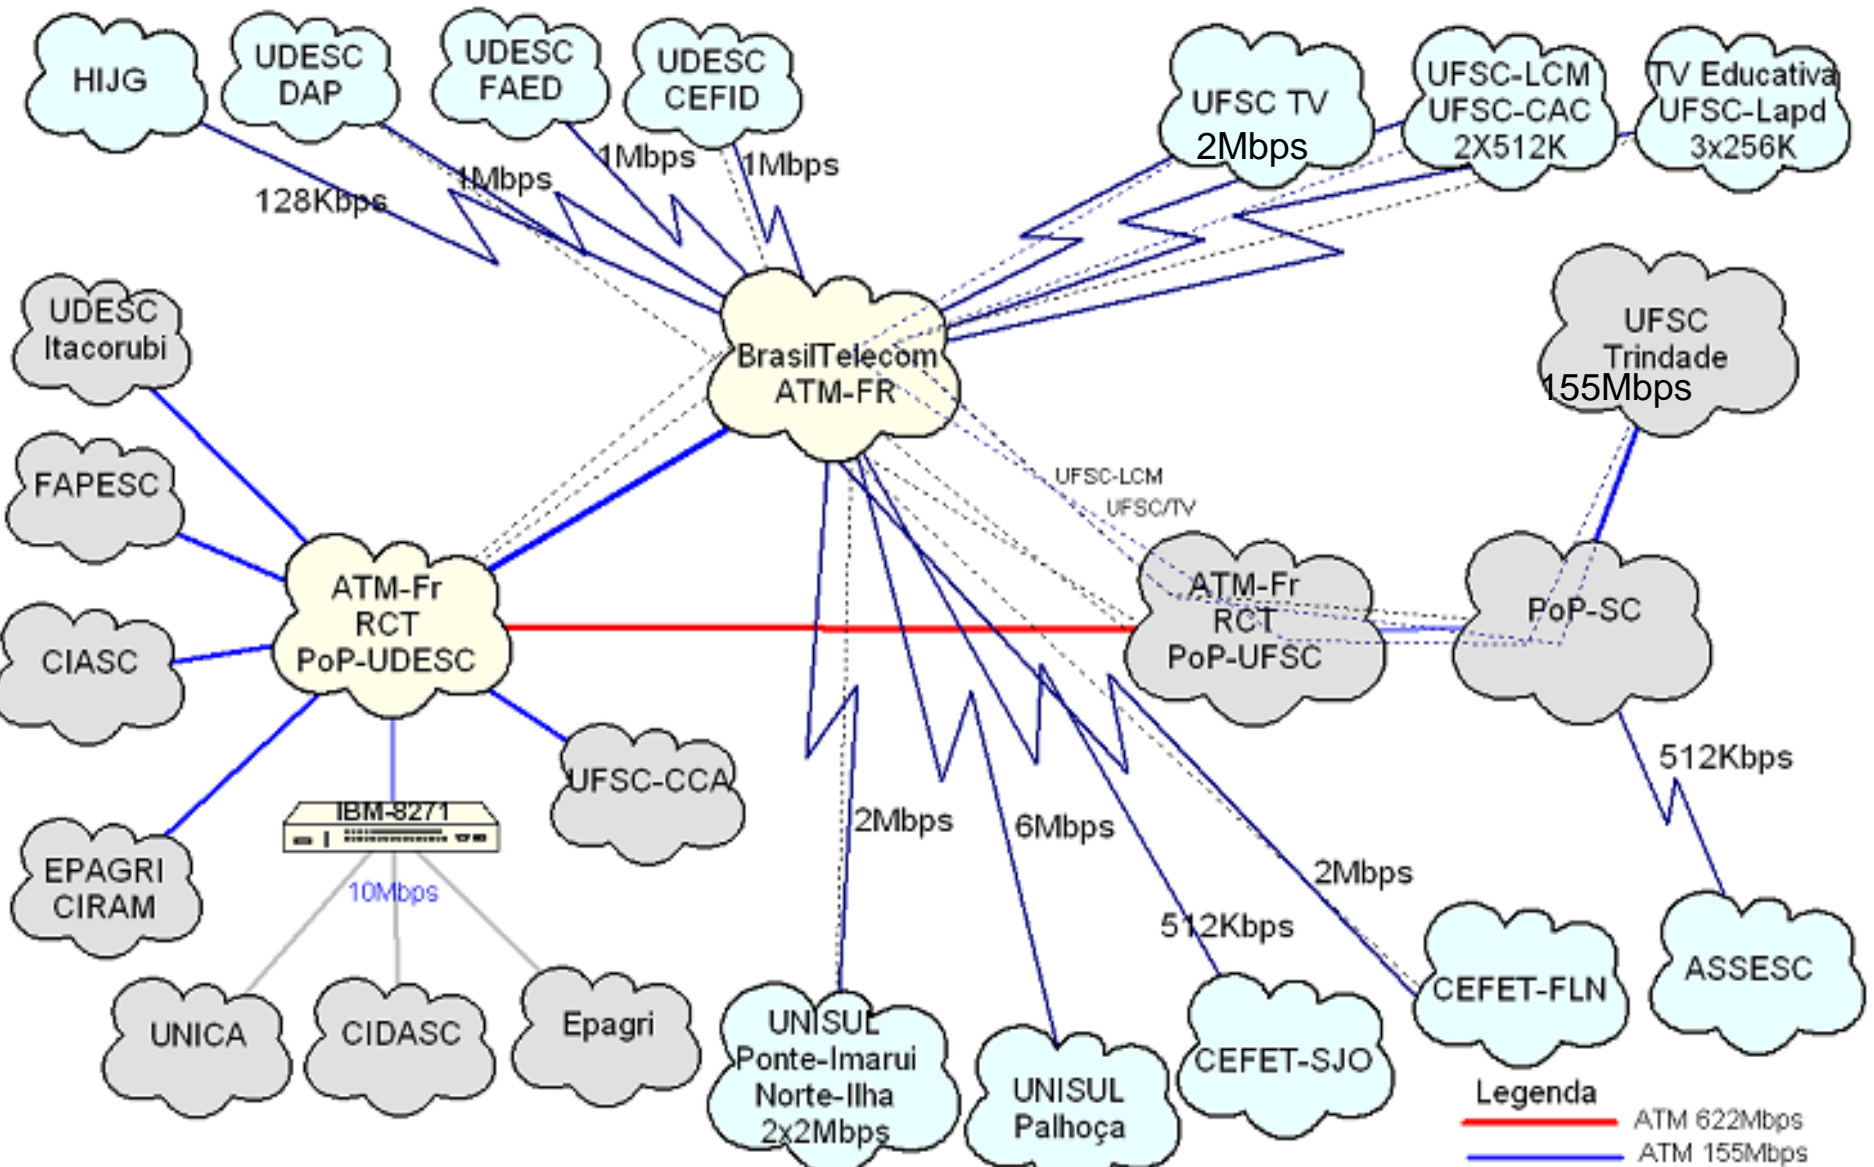 HIJG
UDESC
DAP
UDESC
FAED
UDESC
CEFID
UFSC TV
2Mbps
UFSC-LCM
UFSC-CAC
2X512K
TV Educativa
UFSC-Lapd
3x256K
128Kbps
1Mbps
1Mbps
1Mbps
UDESC
Itacorubi
BrasilTelecom
ATM-FR
UFSC
Trindade
155Mbps
FAPESC
UFSC-LCM
UFSC/TV
ATM-Fr
RCT
PoP-UDESC
ATM-Fr
RCT
PoP-UFSC
PoP-SC
CIASC
UFSC-CCA
512Kbps
IBM-8271
2Mbps
6Mbps
2Mbps
512Kbps
EPAGRI
CIRAM
10Mbps
UNICA
CIDASC
Epagri
UNISUL
Ponte-Imarui
Norte-Ilha
2x2Mbps
UNISUL
Palhoça
CEFET-SJO
CEFET-FLN
ASSESC
Legenda
ATM 622Mbps
ATM 155Mbps